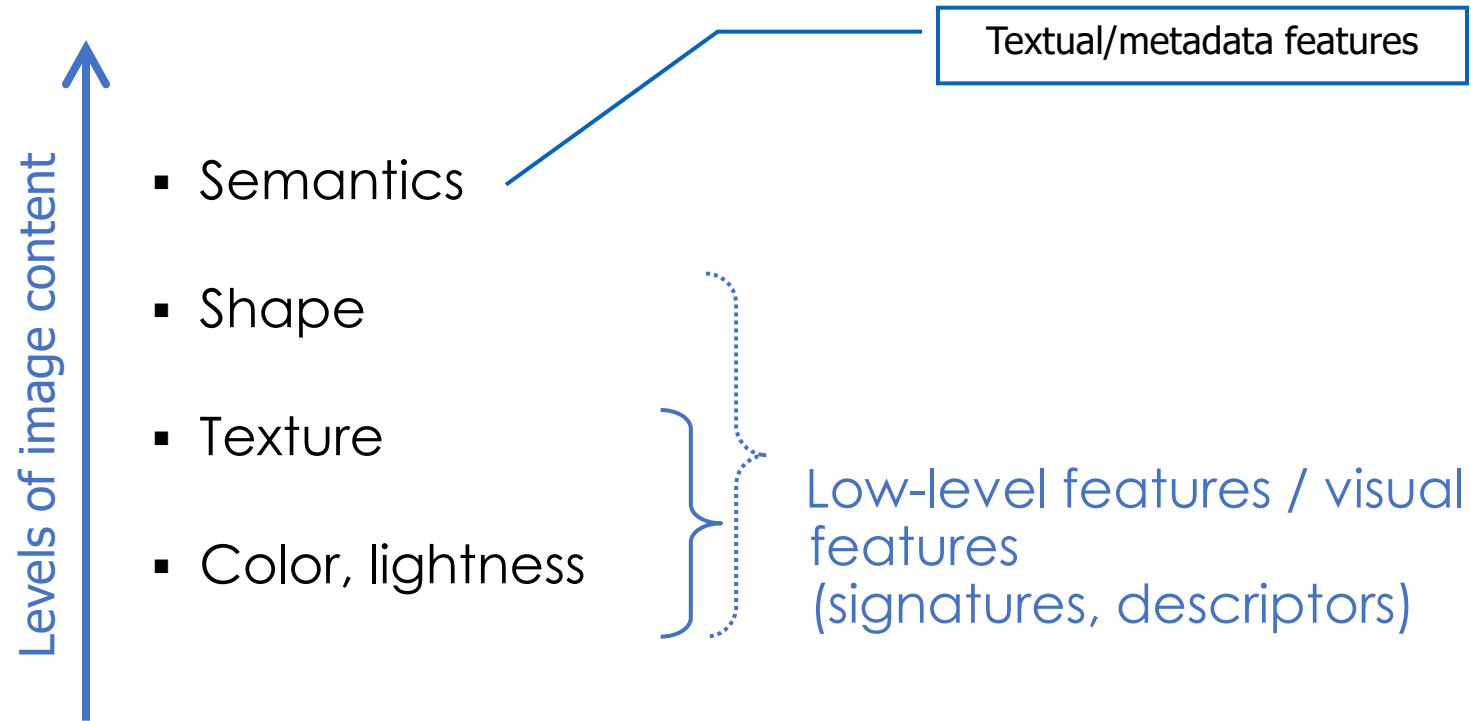 Textual/metadata features
Levels of image content
▪ Semantics
▪ Shape
▪ Texture
▪ Color, lightness
Low-level features / visual
features
(signatures, descriptors)